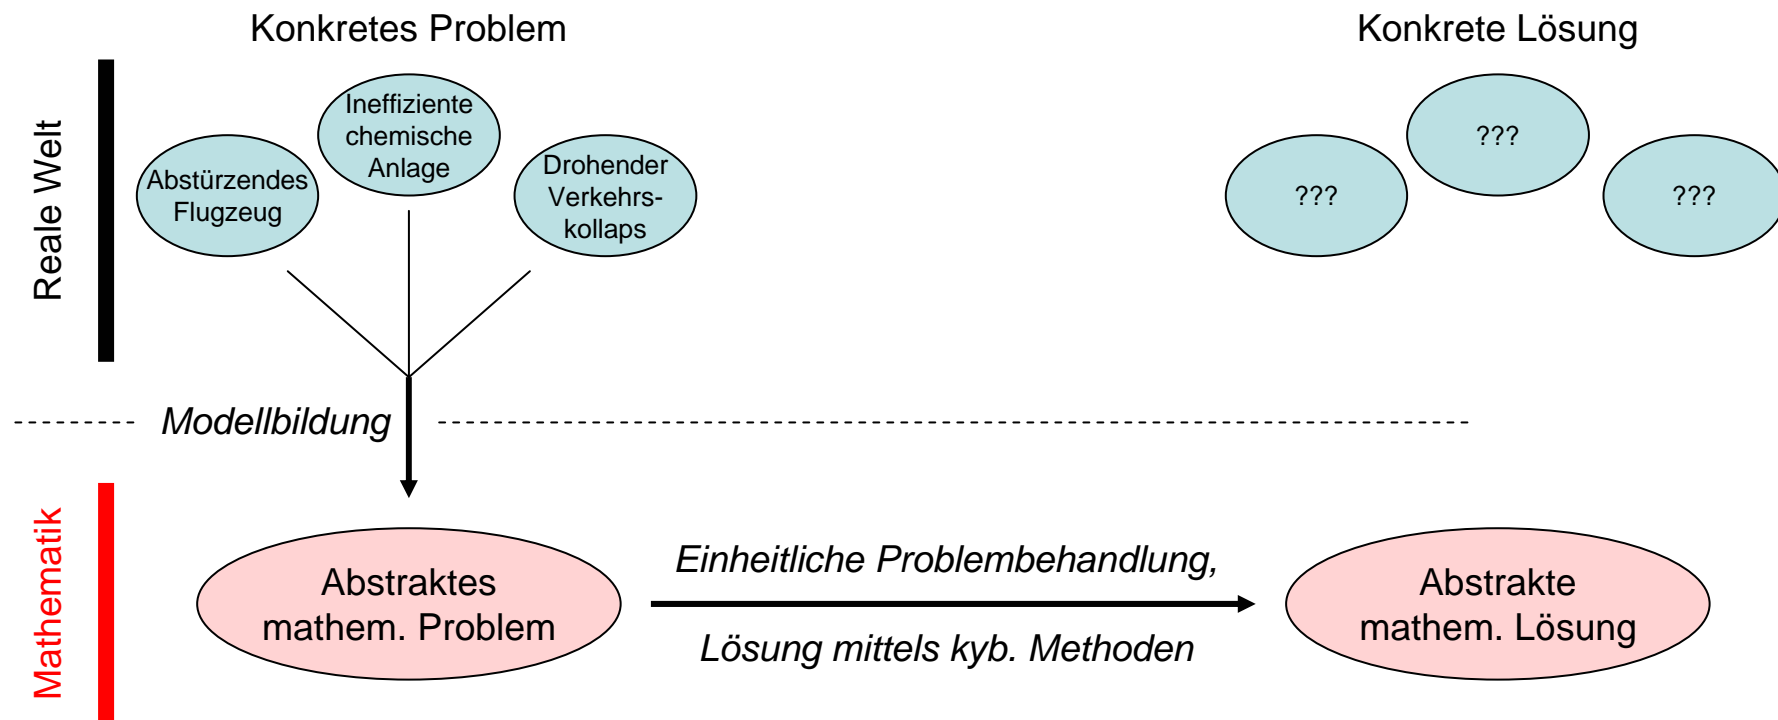 Konkretes Problem
Konkrete Lösung
Reale Welt
Abstürzendes
Flugzeug
Ineffiziente
chemische
Anlage
Drohender
Verkehrs-
kollaps
???
???
???
Modellbildung
Mathematik
Abstraktes
mathem. Problem
Einheitliche Problembehandlung,
Lösung mittels kyb. Methoden
Abstrakte
mathem. Lösung